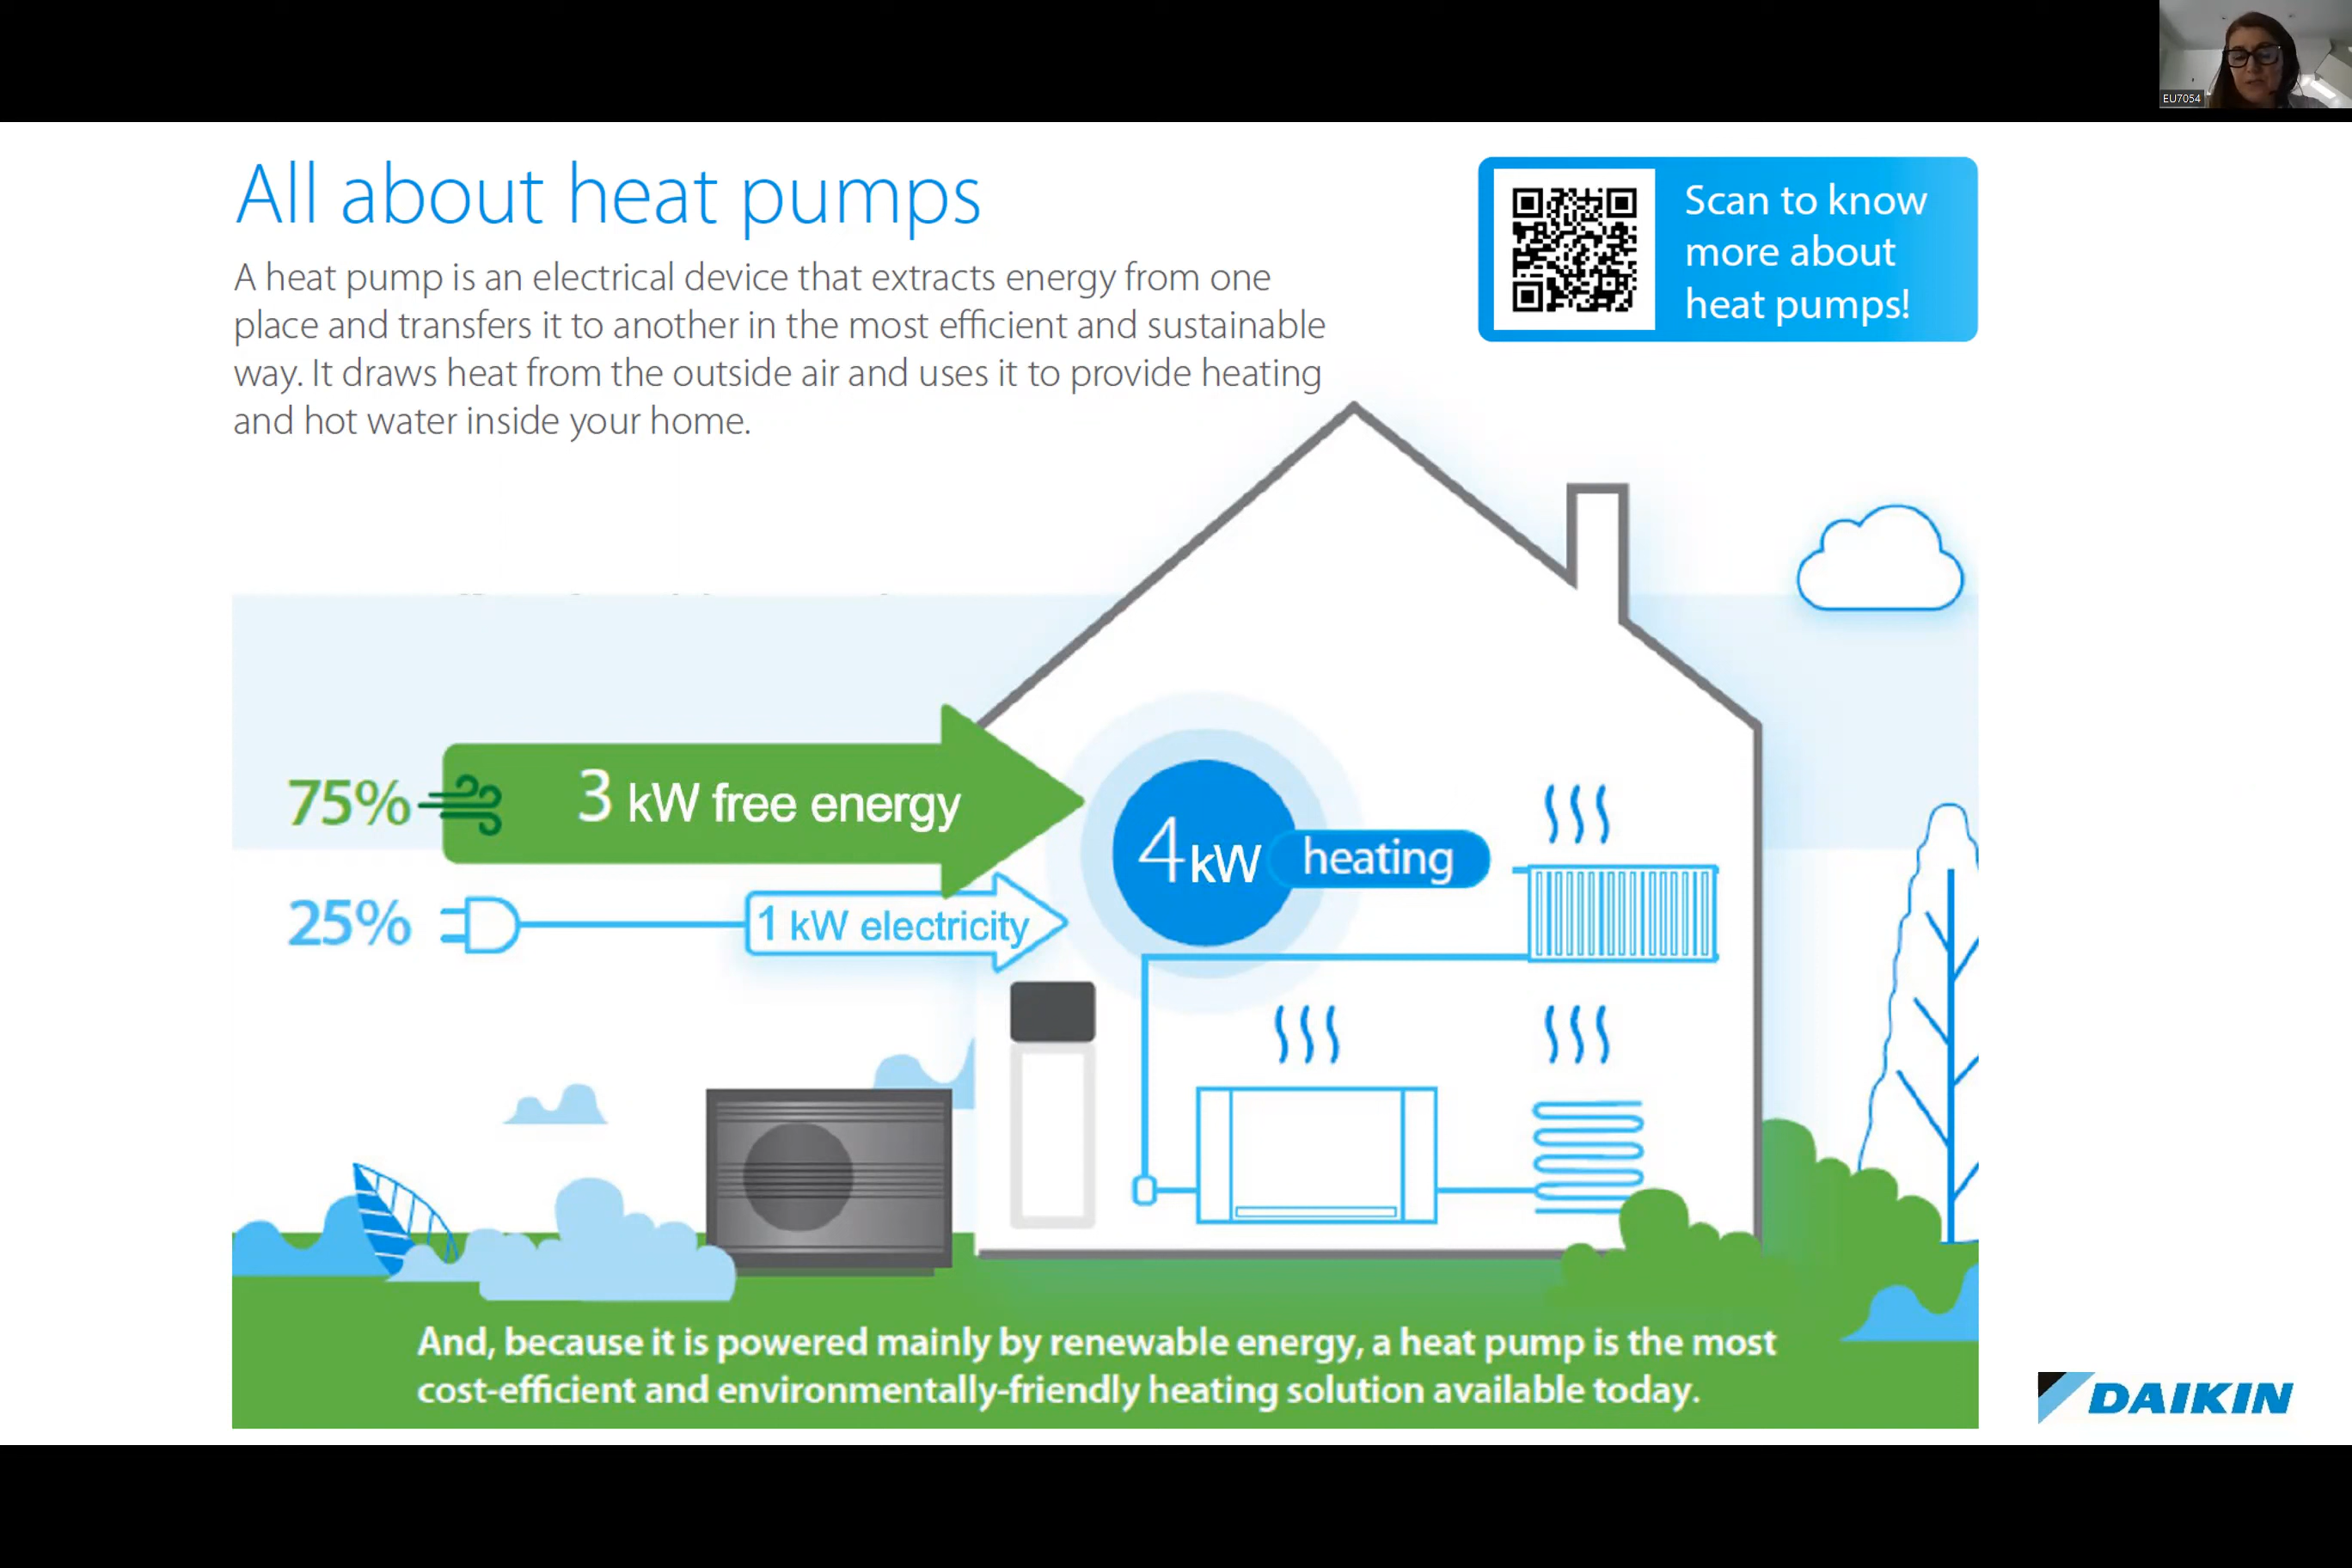 EU7054
All about heat pumps
A heat pump is an electrical device that extracts energy from one
place and transfers it to another in the most efficient and sustainable
way. It draws heat from the outside air and uses it to provide heating
and hot water inside your home.
Scan to know
more about
heat pumps!
75%
3 kW free energy
25%
1 kW electricity
4 kW heating
And, because it is powered mainly by renewable energy, a heat pump is the most
cost-efficient and environmentally-friendly heating solution available today.
DAIKIN